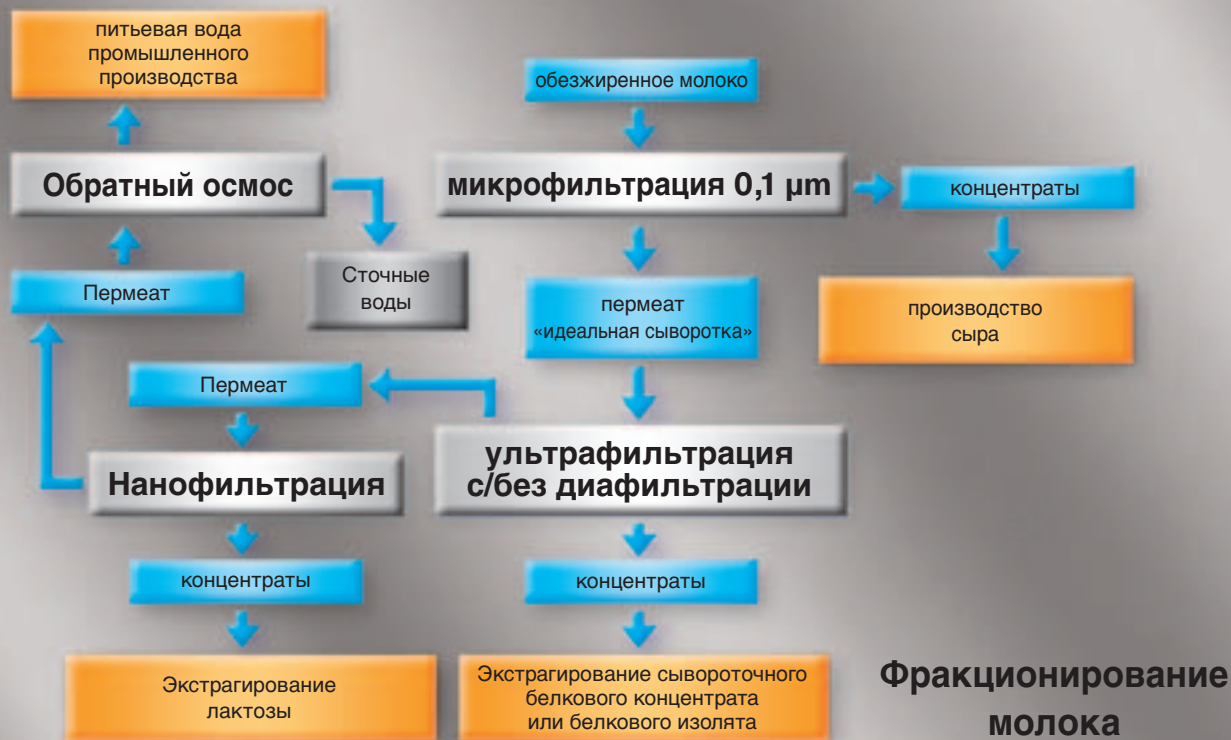 питьевая вода
промышленного
производства
обезжиренное молоко
Обратный осмос
микрофильтрация 0,1 µm
концентраты
Пермеат
Сточные
воды
пермеат
«идеальная сыворотка»
производство
сыра
Пермеат
Нанофильтрация
ультрафильтрация
с/без диафильтрации
концентраты
концентраты
Экстрагирование
лактозы
Экстрагирование сывороточного
белкового концентрата
или белкового изолята
Фракционирование
молока